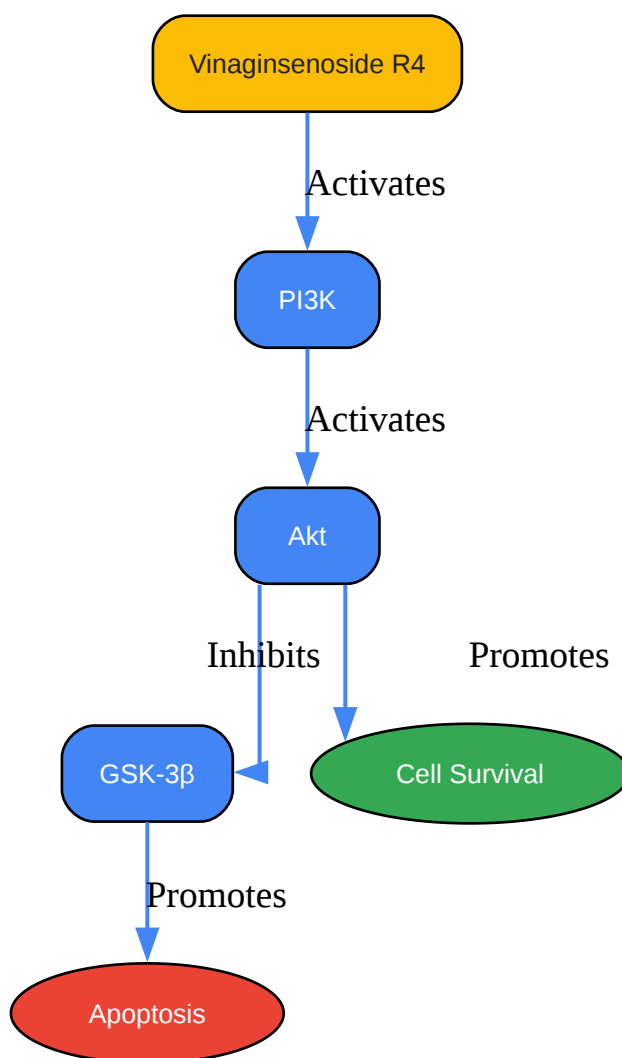 Vinaginsenoside R4
Activates
PI3K
Activates
Akt
Inhibits
Promotes
GSK-3β
Cell Survival
Promotes
Apoptosis